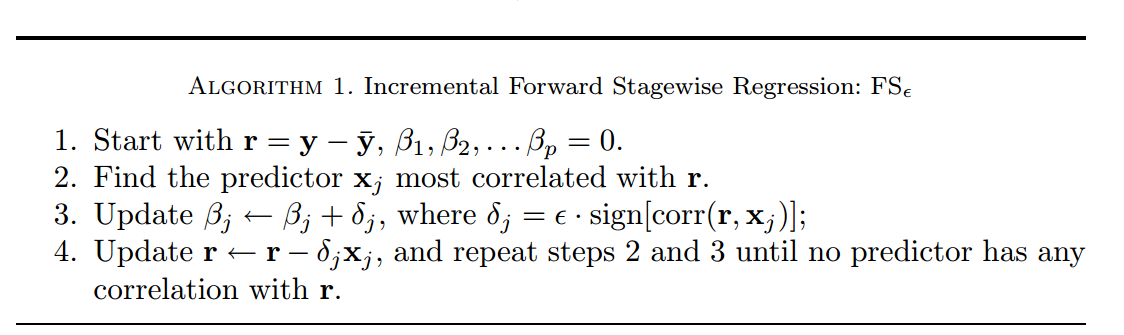 ALGORITHM 1. Incremental Forward Stagewise Regression: FSϵ
1. Start with r = y − ȳ, β1, β2, . . . βp = 0.
2. Find the predictor xj most correlated with r.
3. Update βj ← βj + δj, where δj = ϵ · sign[corr(r, xj)];
4. Update r ← r − δjxj, and repeat steps 2 and 3 until no predictor has any
correlation with r.